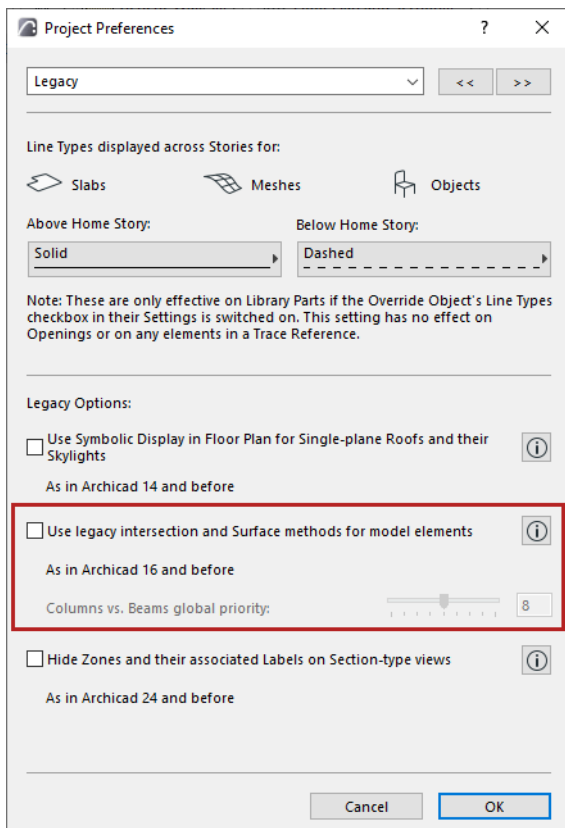 Project Preferences
? 
Legacy
<< >>
Line Types displayed across Stories for:
Slabs Meshes Objects
Above Home Story: Below Home Story:
Solid Dashed
Note: These are only effective on Library Parts if the Override Object's Line Types
checkbox in their Settings is switched on. This setting has no effect on
Openings or on any elements in a Trace Reference.
Legacy Options:
Use Symbolic Display in Floor Plan for Single-plane Roofs and their
Skylights
As in Archicad 14 and before
Use legacy intersection and Surface methods for model elements
As in Archicad 16 and before
Columns vs. Beams global priority: 8
Hide Zones and their associated Labels on Section-type views
As in Archicad 24 and before
Cancel OK